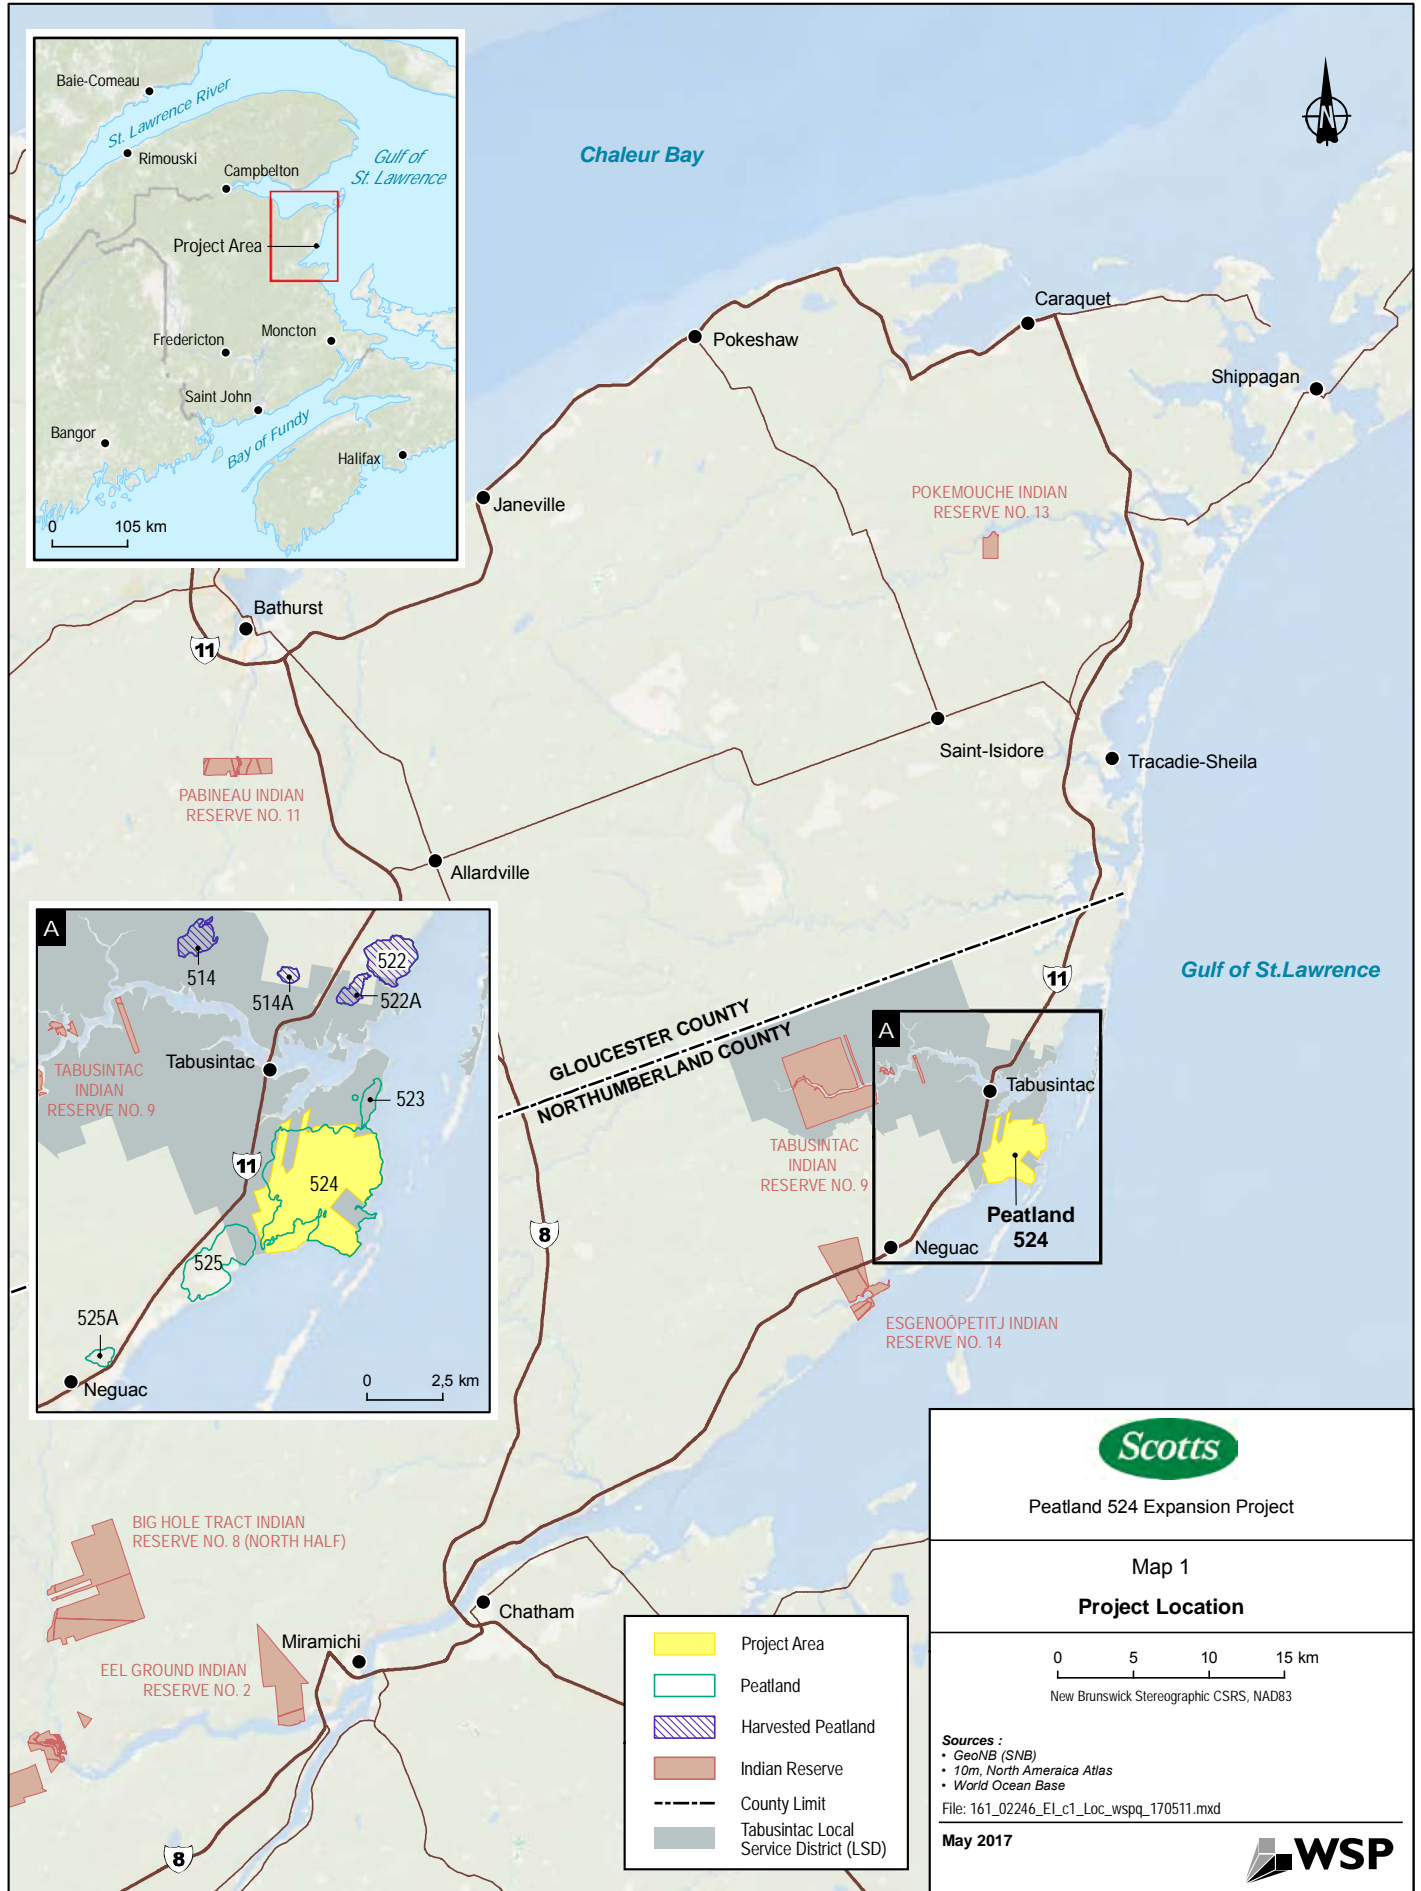 Baie-Comeau
St. Lawrence River
Rimouski
Campbelton
Gulf of
St. Lawrence
Project Area
Fredericton
Moncton
Saint John
Bay of Fundy
Bangor
Halifax
0 105 km
N
Chaleur Bay
Caraquet
Pokeshaw
Shippagan
Janeville
POKEMOUCHE INDIAN
RESERVE NO. 13
Bathurst
11
Saint-Isidore
Tracadie-Sheila
PABINEAU INDIAN
RESERVE NO. 11
Allardville
Gulf of St.Lawrence
11
GLOUCESTER COUNTY
NORTHUMBERLAND COUNTY
A
Tabusintac
TABUSINTAC
INDIAN
RESERVE NO. 9
Peatland
524
8
Neguac
ESGENOÔPETITJ INDIAN
RESERVE NO. 14
A
514
514A
522
522A
Tabusintac
TABUSINTAC
INDIAN
RESERVE NO. 9
523
11
524
525
525A
Neguac
0 2,5 km
BIG HOLE TRACT INDIAN
RESERVE NO. 8 (NORTH HALF)
Chatham
Miramichi
EEL GROUND INDIAN
RESERVE NO. 2
8
Project Area
Peatland
Harvested Peatland
Indian Reserve
County Limit
Tabusintac Local
Service District (LSD)
Scotts
Peatland 524 Expansion Project
Map 1
Project Location
0 5 10 15 km
New Brunswick Stereographic CSRS, NAD83
Sources :
• GeoNB (SNB)
• 10m, North Ameraica Atlas
• World Ocean Base
File: 161_02246_EI_c1_Loc_wspq_170511.mxd
May 2017
WSP